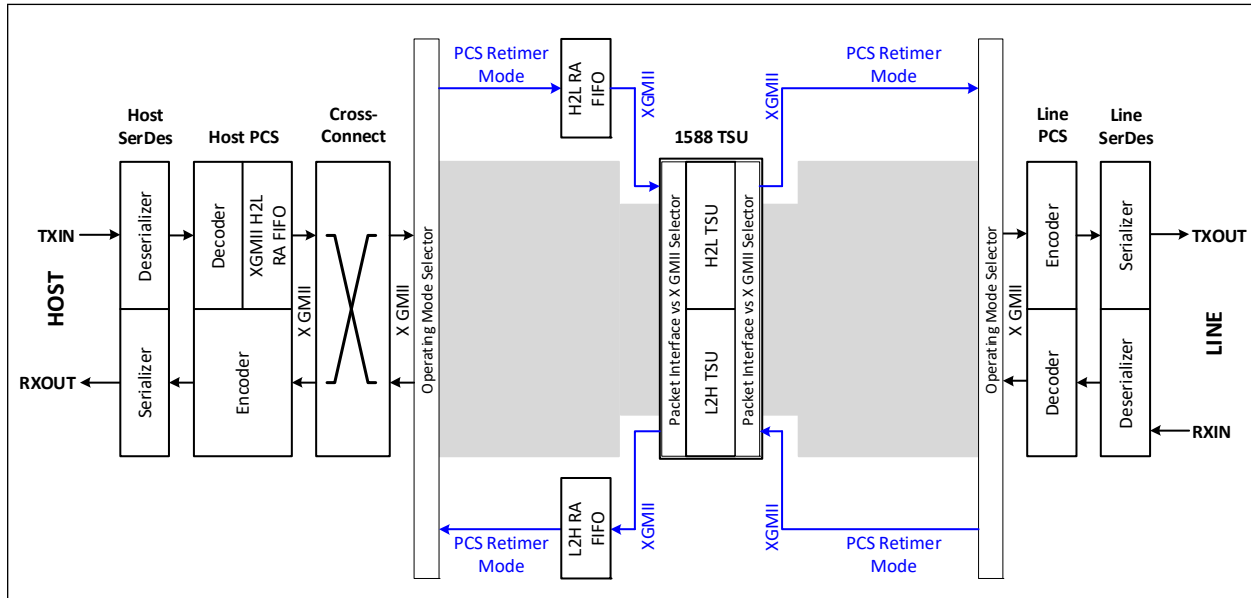 PCS Retimer
Mode
H2L RA
FIFO
XGMII
XGMII
PCS Retimer
Mode
Host
SerDes
Host PCS
Cross-
Connect
1588 TSU
Line
PCS
Line
SerDes
TXIN
HOST
RXOUT
Deserializer
Serializer
Decoder
XGMII H2L
RA FIFO
Encoder
X GMII
X GMII
Operating Mode Selector
Packet Interface vs X GMII Selector
H2L TSU
L2H TSU
Packet Interface vs X GMII Selector
Operating Mode Selector
X GMII
Encoder
Decoder
Serializer
Deserializer
TXOUT
LINE
RXIN
PCS Retimer
Mode
L2H RA
FIFO
XGMII
XGMII
PCS Retimer
Mode